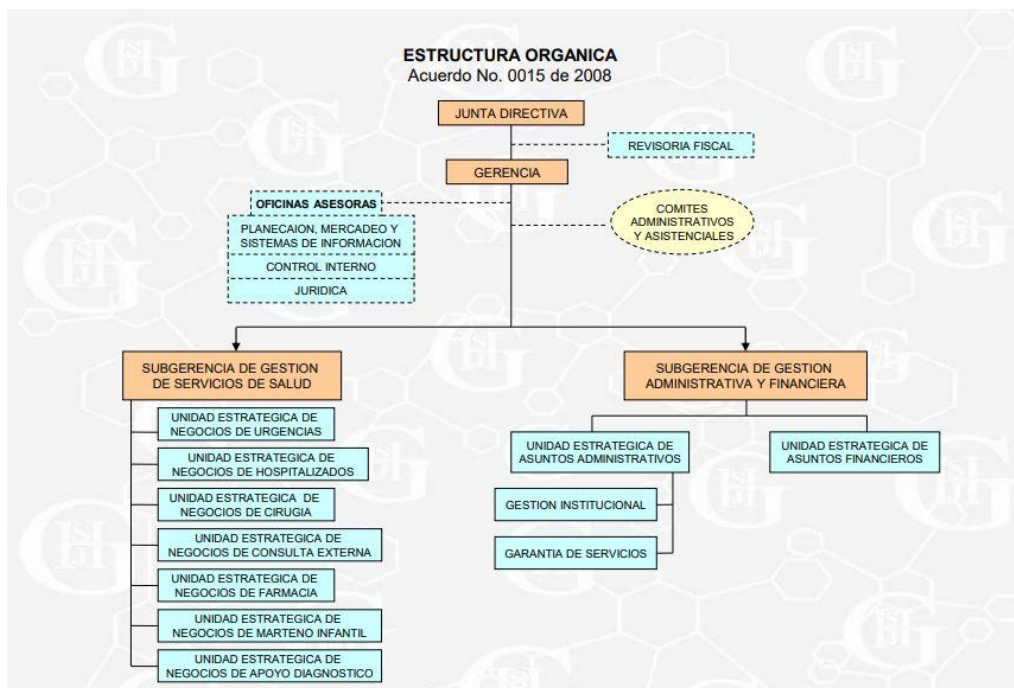 ESTRUCTURA ORGANICA
Acuerdo No. 0015 de 2008
JUNTA DIRECTIVA
REVISORIA FISCAL
GERENCIA
OFICINAS ASESORAS
PLANECAION, MERCADEO Y
SISTEMAS DE INFORMACION
CONTROL INTERNO
JURIDICA
COMITES
ADMINISTRATIVOS
Y ASISTENCIALES
SUBGERENCIA DE GESTION
DE SERVICIOS DE SALUD
UNIDAD ESTRATEGICA DE
NEGOCIOS DE URGENCIAS
UNIDAD ESTRATEGICA DE
NEGOCIOS DE HOSPITALIZADOS
UNIDAD ESTRATEGICA DE
NEGOCIOS DE CIRUGIA
UNIDAD ESTRATEGICA DE
NEGOCIOS DE CONSULTA EXTERNA
UNIDAD ESTRATEGICA DE
NEGOCIOS DE FARMACIA
UNIDAD ESTRATEGICA DE
NEGOCIOS DE MARTENO INFANTIL
UNIDAD ESTRATEGICA DE
NEGOCIOS DE APOYO DIAGNOSTICO
SUBGERENCIA DE GESTION
ADMINISTRATIVA Y FINANCIERA
UNIDAD ESTRATEGICA DE
ASUNTOS ADMINISTRATIVOS
GESTION INSTITUCIONAL
GARANTIA DE SERVICIOS
UNIDAD ESTRATEGICA DE
ASUNTOS FINANCIEROS